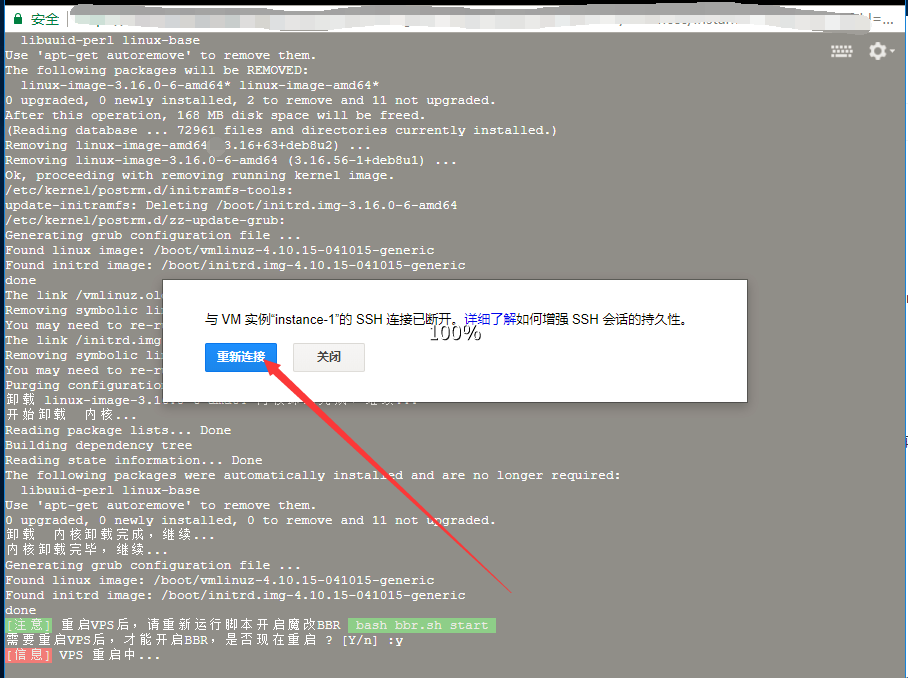 安全
libuuid-perl linux-base
Use 'apt-get autoremove' to remove them.
The following packages will be REMOVED:
linux-image-3.16.0-6-amd64* linux-image-amd64*
0 upgraded, 0 newly installed, 2 to remove and 11 not upgraded.
After this operation, 168 MB disk space will be freed.
(Reading database ... 72961 files and directories currently installed.)
Removing linux-image-amd64 3.16+63+deb8u2) ...
Removing linux-image-3.16.0-6-amd64 (3.16.56-1+deb8u1) ...
Ok, proceeding with removing running kernel image.
/etc/kernel/postrm.d/initramfs-tools:
update-initramfs: Deleting /boot/initrd.img-3.16.0-6-amd64
/etc/kernel/postrm.d/zz-update-grub:
Generating grub configuration file ...
Found linux image: /boot/vmlinuz-4.10.15-041015-generic
Found initrd image: /boot/initrd.img-4.10.15-041015-generic
done
The link /vmlinuz.ol
Removing symbolic li
You may need to re-r
The link /initrd.img
Removing symbolic li
You may need to re-r
Purging configuratio
与 VM 实例“instance-1”的 SSH 连接已断开。详细了解如何增强 SSH 会话的持久性。
100%
重新连接 关闭
卸载 linux-image-3.1
开始卸载 内核...
Reading package lists... Done
Building dependency tree
Reading state information... Done
The following packages were automatically installed and are no longer required:
libuuid-perl linux-base
Use 'apt-get autoremove' to remove them.
0 upgraded, 0 newly installed, 0 to remove and 11 not upgraded.
卸载 内核卸载完成，继续...
内核卸载完毕，继续...
Generating grub configuration file ...
Found linux image: /boot/vmlinuz-4.10.15-041015-generic
Found initrd image: /boot/initrd.img-4.10.15-041015-generic
done
[注意] 重启VPS后，请重新运行脚本开启魔改BBR bash bbr.sh start
需要重启VPS后，才能开启BBR，是否现在重启 ? [Y/n] :y
[信息] VPS 重启中...